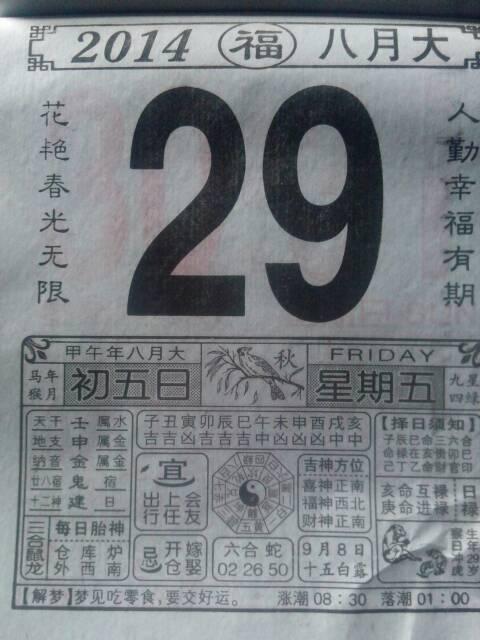 2014 福 八月大
花艳春光无限
29
人勤幸福有期
甲午年八月大
秋
FRIDAY
马年
猴月
初五日
星期五
九星
四绿
天干 壬 属水
地支 申 属金
纳音 金 属金
廿八宿 鬼 宿
十二神 建 日
子丑寅卯辰巳午未申酉戌亥
吉吉凶吉吉吉中凶凶吉中中
【择日须知】
子辰巳命三六合
命禄在亥贵卯巳
己丁乙命财官印
宜
出行
上任
会友
吉神方位
喜神正南
福神西北
财神正南
亥命互禄
庚命进禄
日禄
三合鼠龙
每日胎神
仓外
库西
炉南
忌
开仓
嫁娶
六合 蛇
02 26 50
9月8日
十五白露
生年29岁
【解梦】梦见吃零食,要交好运。
涨潮 08:30 落潮 01:00